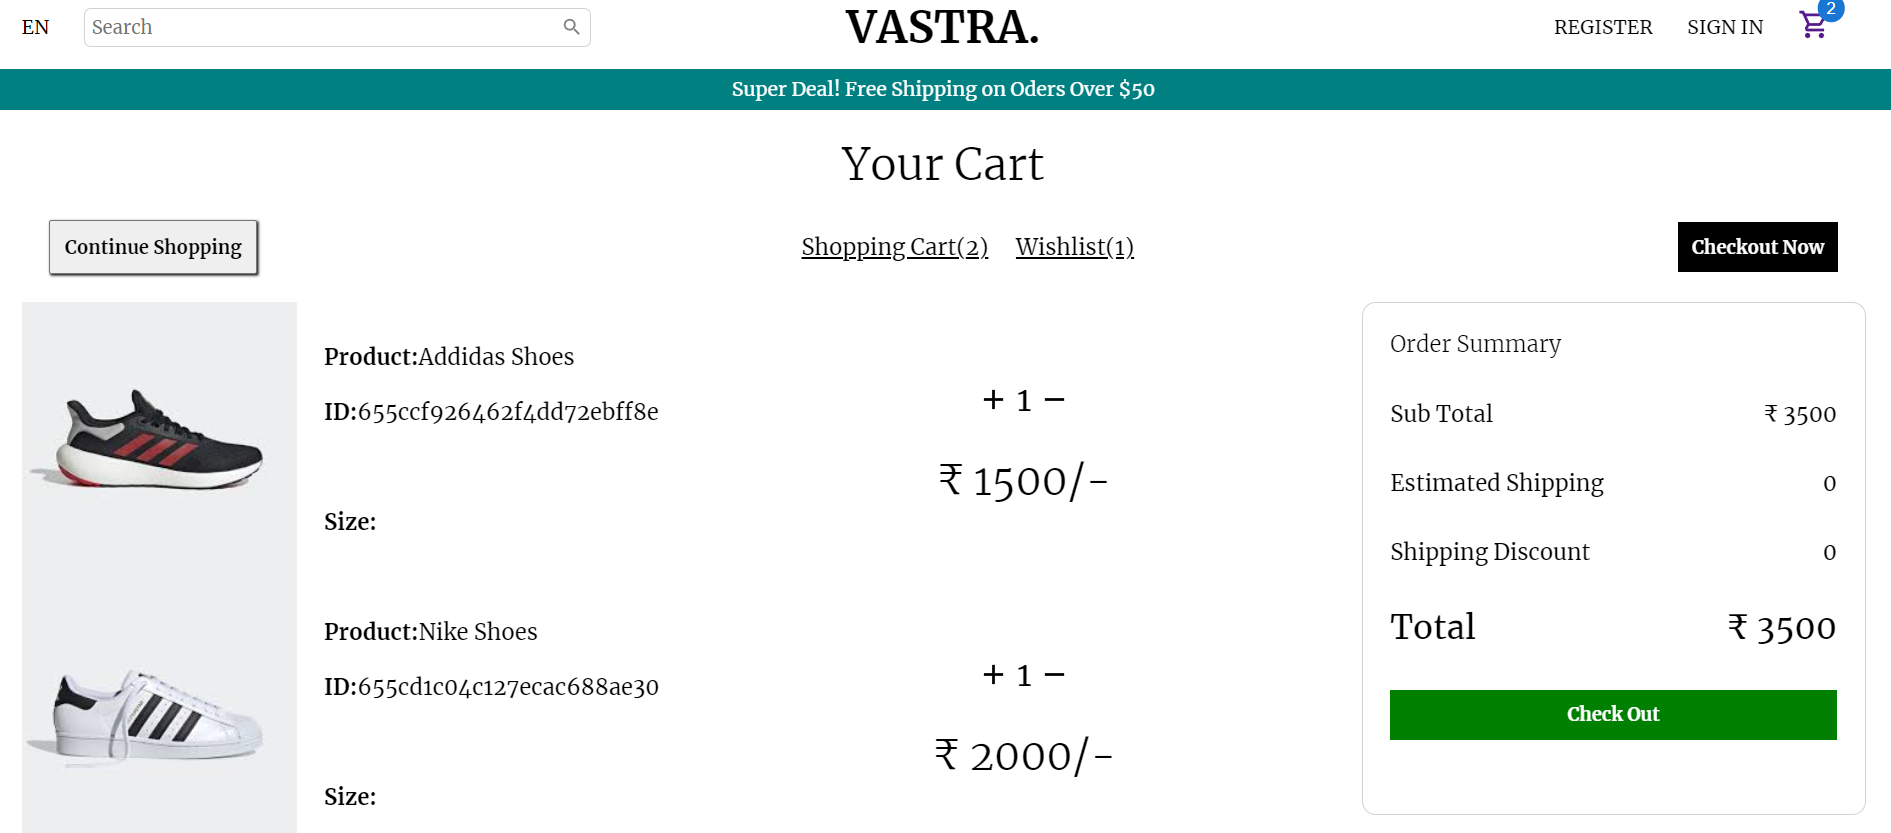 EN
Search
VASTRA.
REGISTER
SIGN IN
2
Super Deal! Free Shipping on Oders Over $50
Your Cart
Continue Shopping
Shopping Cart(2)
Wishlist(1)
Checkout Now
Product:Addidas Shoes
ID:655ccf926462f4dd72ebff8e
+ 1 −
₹ 1500/-
Size:
Product:Nike Shoes
ID:655cd1c04c127ecac688ae30
+ 1 −
₹ 2000/-
Size:
Order Summary
Sub Total ₹ 3500
Estimated Shipping 0
Shipping Discount 0
Total ₹ 3500
Check Out